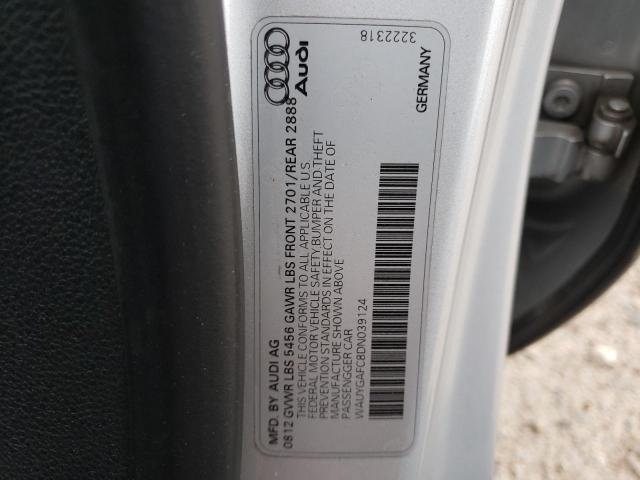 MFD. BY AUDI AG
0812 GVWR LBS 5456 GAWR LBS FRONT 2701/REAR 2888
THIS VEHICLE CONFORMS TO ALL APPLICABLE U.S.
FEDERAL MOTOR VEHICLE SAFETY, BUMPER AND THEFT
PREVENTION STANDARDS IN EFFECT ON THE DATE OF
MANUFACTURE SHOWN ABOVE
PASSENGGER CAR
WAUYGAFC8DN039124
Audi
3222318
GERMANY